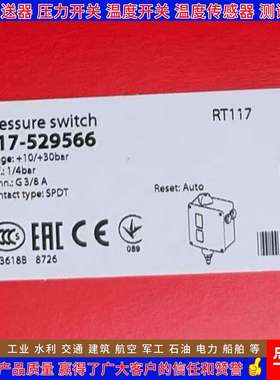 送器 压力开关 温度开关 温度传感器 测
essure switch
RT117
17-529566
ge: +10/+30bar
.: 1/4bar
nn.: G 3/8 A
ntact type: SPDT
Reset: Auto
3618B 8726
089
工业 水利 交通 建筑 航空 军工 石油 电力 船舶 等
产品质量 赢得了广大客户的信任和赞誉